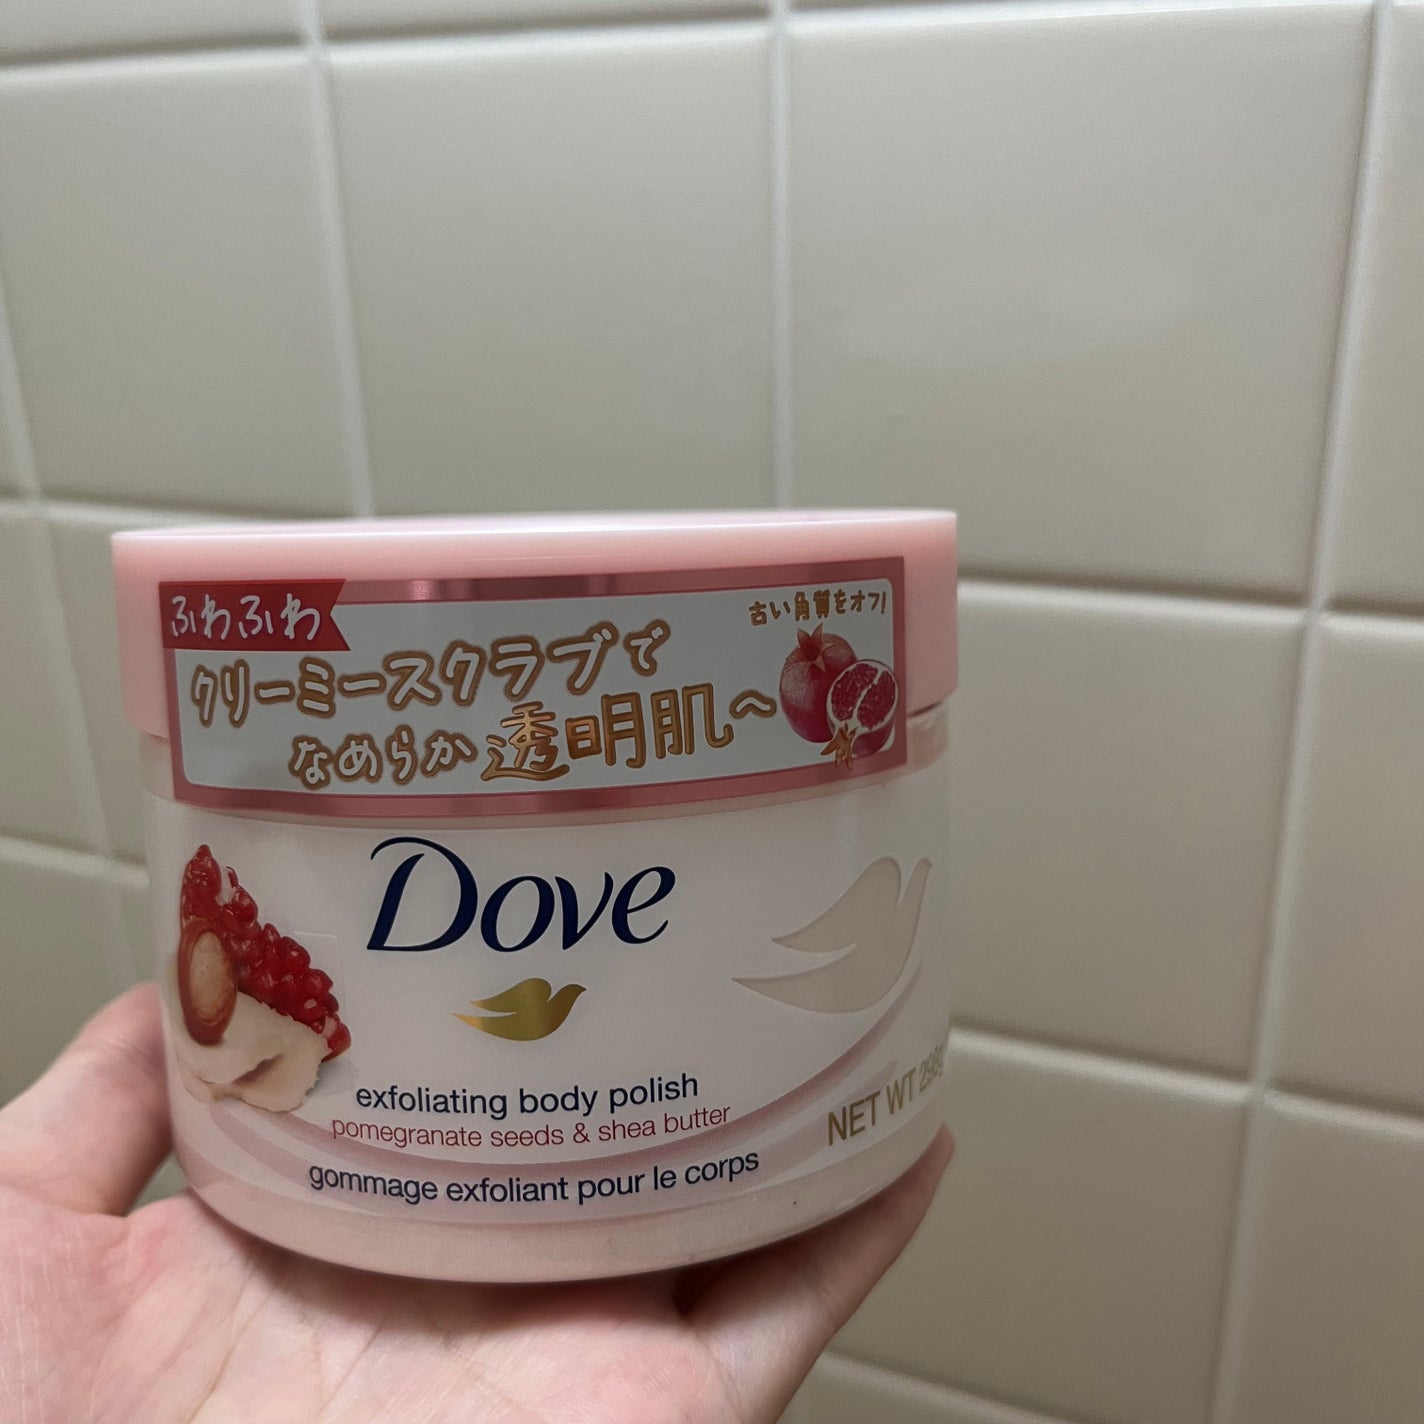 ふわふわ
古い角質をオフ!
クリーミースクラブで
なめらか透明肌へ
Dove
exfoliating body polish
pomegranate seeds & shea butter
gommage exfoliant pour le corps
NET WT 298g